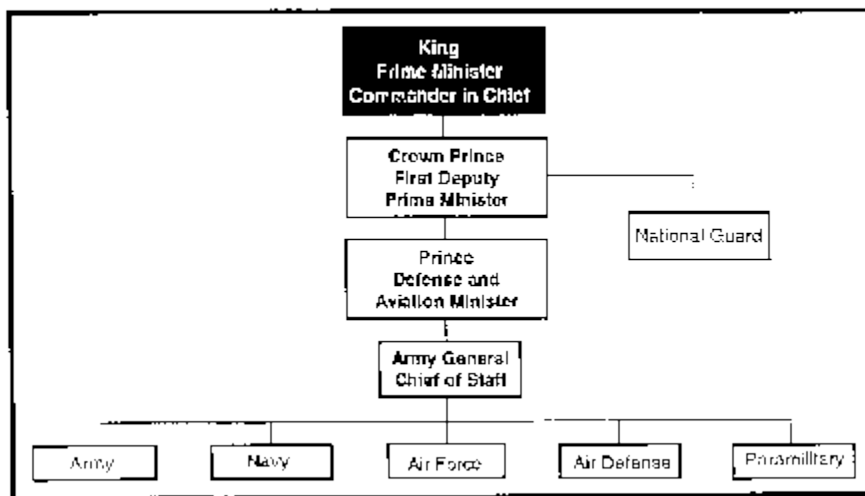 King
Prime Minister
Commander in Chief
Crown Prince
First Deputy
Prime Minister
National Guard
Prince
Defense and
Aviation Minister
Army General
Chief of Staff
Army
Navy
Air Force
Air Defense
Paramilitary